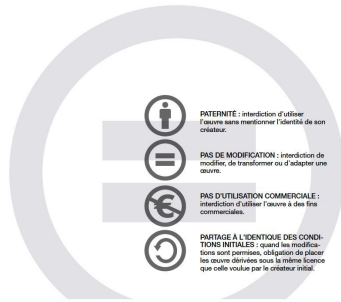 PATERNITÉ : interdiction d'utiliser
l'œuvre sans mentionner l'identité de son
créateur.
PAS DE MODIFICATION : interdiction de
modifier, de transformer ou d'adapter une
œuvre.
PAS D'UTILISATION COMMERCIALE :
interdiction d'utiliser l'œuvre à des fins
commerciales.
PARTAGE À L'IDENTIQUE DES CONDI-
TIONS INITIALES : quand les modifica-
tions sont permises, obligation de placer
les œuvre dérivées sous la même licence
que celle voulue par le créateur initial.